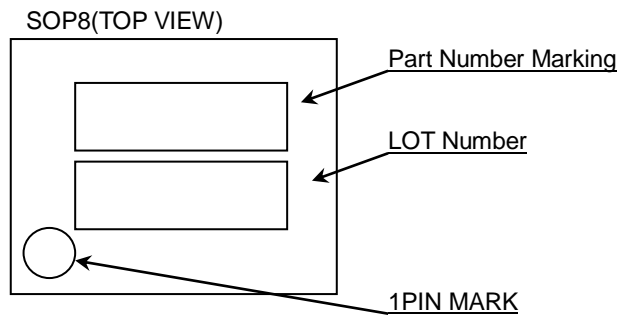 SOP8(TOP VIEW)
Part Number Marking
LOT Number
1PIN MARK